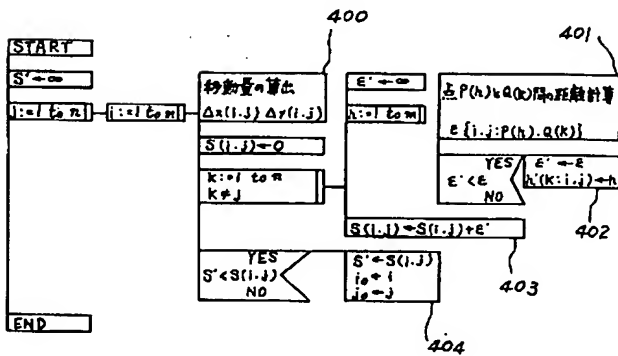 400
401
START
S'←∞
i:=1 to n
j:=1 to n
移動量の算出
Δx(i.j) Δy(i.j)
ε'←∞
h:=1 to m
点P(h)とQ(k)間の距離計算
ε{i.j:P(h).Q(k)}
S(i.j)←0
k:=1 to n
k≠j
YES
ε'<ε
NO
ε'←ε
h'(k:i.j)←h
402
S(i.j)←S(i.j)+ε'
403
YES
S'<S(i.j)
NO
S'←S(i.j)
i₀←i
j₀←j
404
END